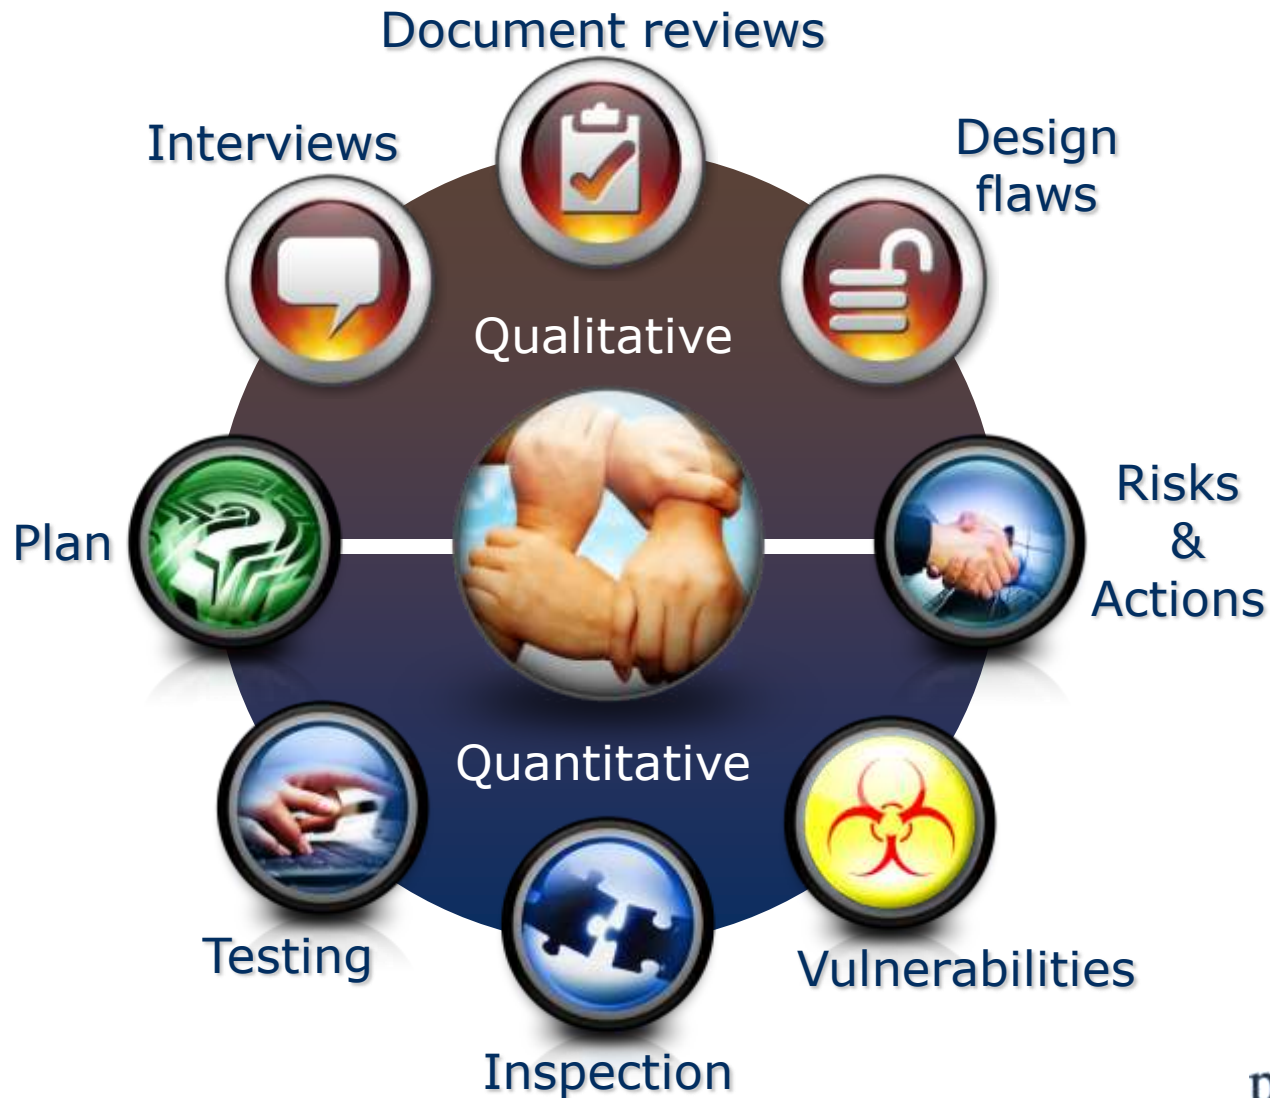 Document reviews
Interviews
Design
flaws
Qualitative
Plan
Risks
&
Actions
Quantitative
Testing
Vulnerabilities
Inspection